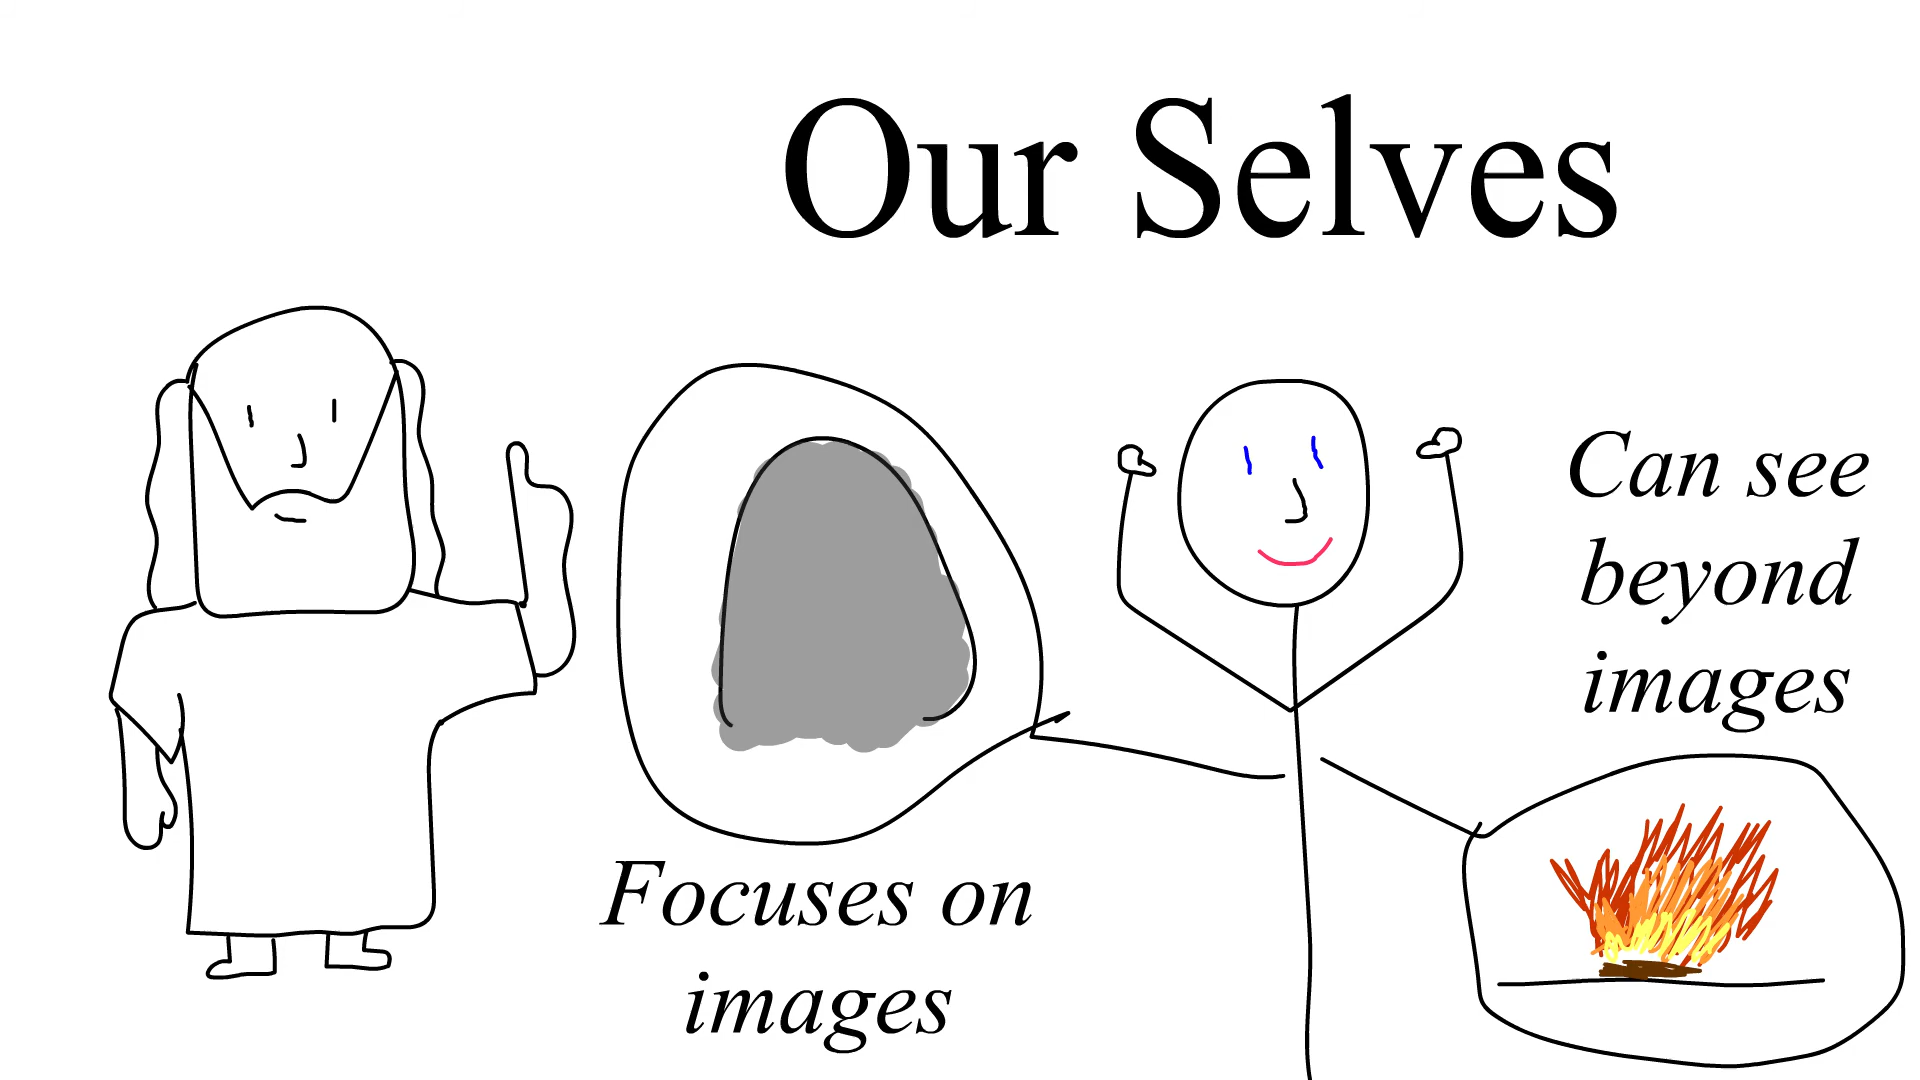 Our Selves
Can see
beyond
images
Focuses on
images